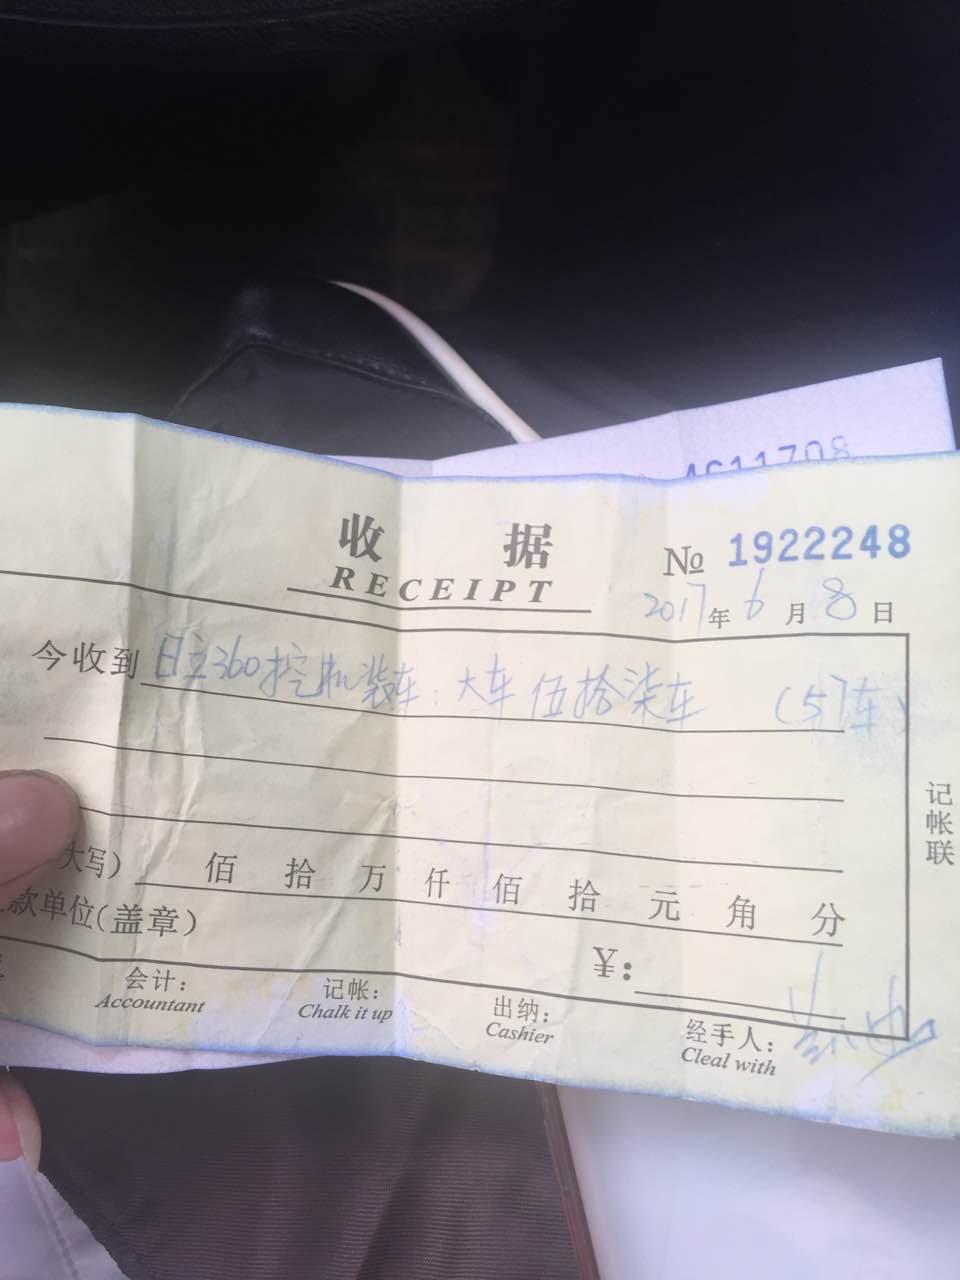 4611708
收 据
RECEIPT
№ 1922248
2017年6月8日
今收到 日立360挖机装车:大车伍拾柒车 (57车)
大写) 佰 拾 万 仟 佰 拾 元 角 分
款单位(盖章) ¥:
会计: 记帐: 出纳: 经手人:
Accountant Chalk it up Cashier Cleal with
记帐联